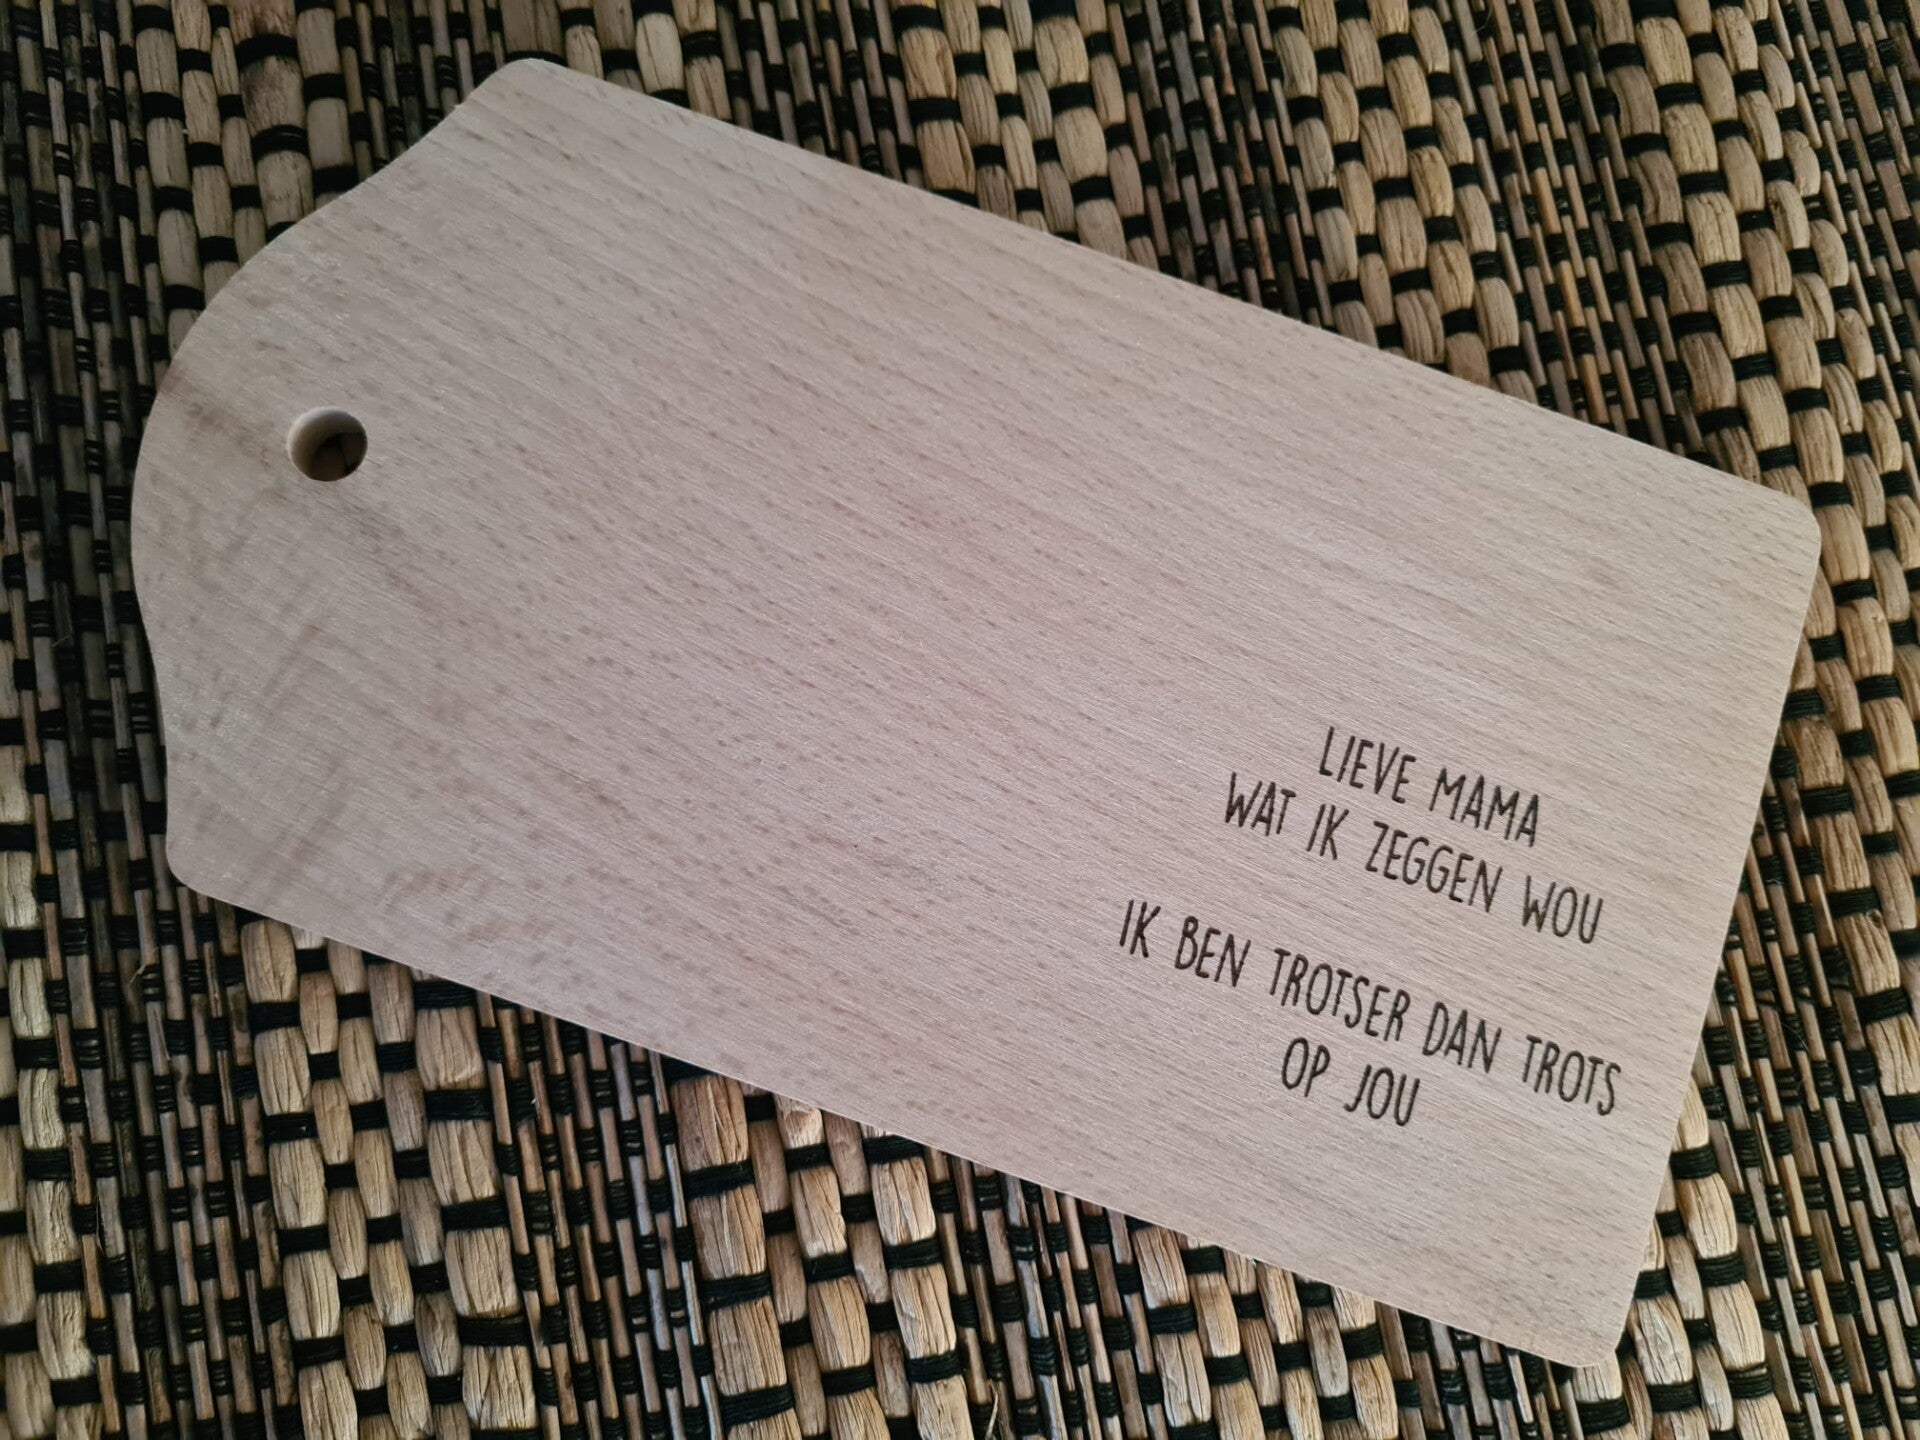 LIEVE MAMA
WAT IK ZEGGEN WOU
IK BEN TROTSER DAN TROTS
OP JOU